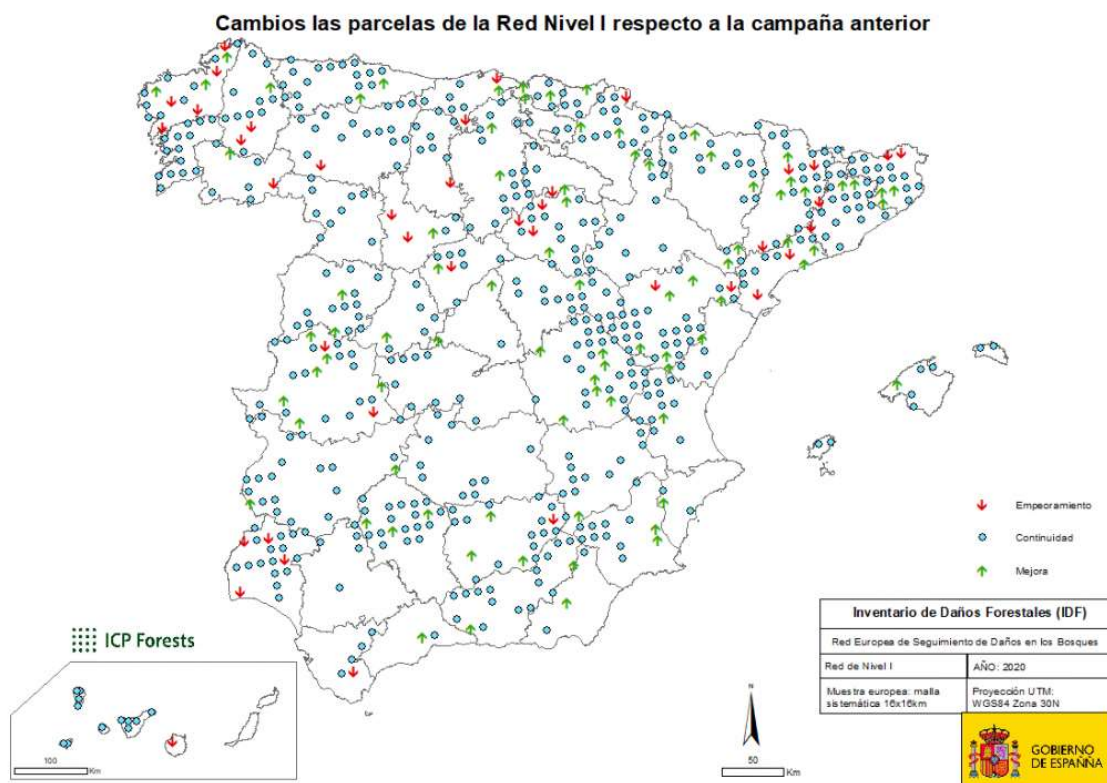 Cambios las parcelas de la Red Nivel I respecto a la campaña anterior
Empeoramiento
Continuidad
Mejora
Inventario de Daños Forestales (IDF)
Red Europea de Seguimiento de Daños en los Bosques
Red de Nivel I
AÑO: 2020
Muestra europea: malla
sistemática 16x16km
Proyección UTM:
WGS84 Zona 30N
ICP Forests
100
Km
N
50
Km
GOBIERNO
DE ESPAÑÑA